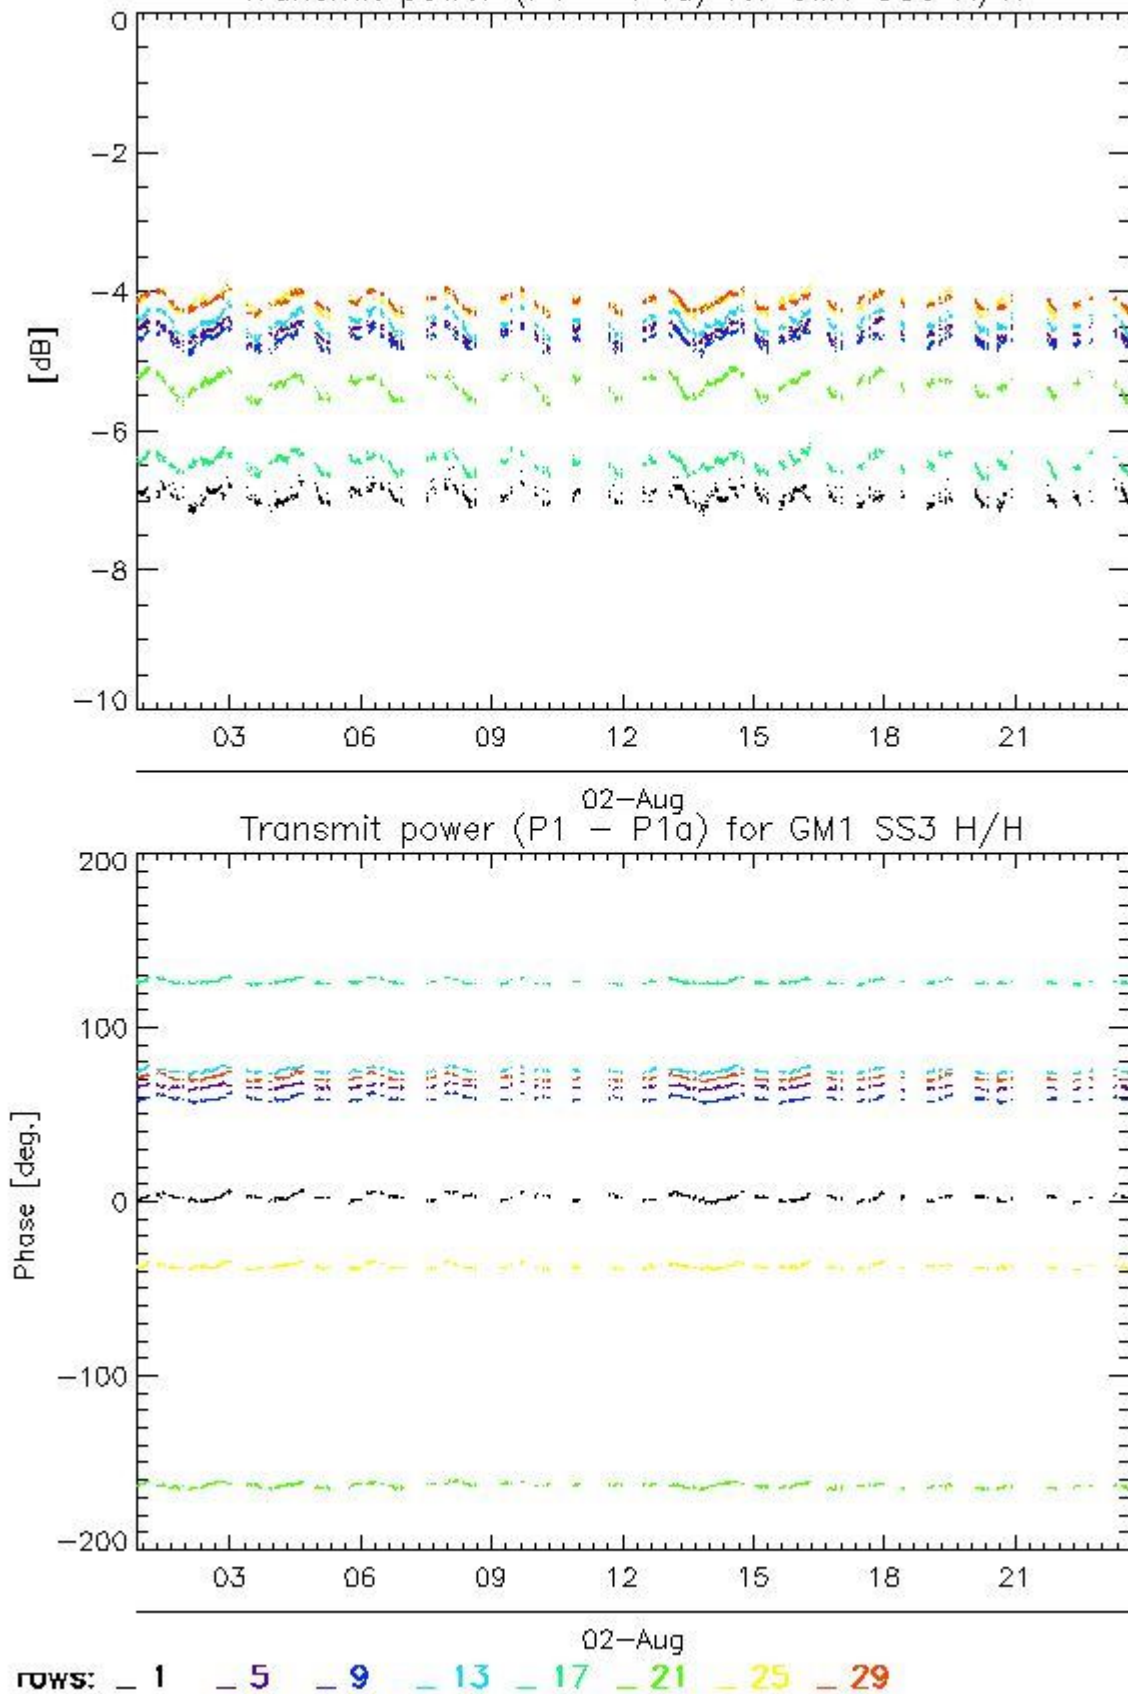 0
−2
−4
[dB]
−6
−8
−10
03 06 09 12 15 18 21
02−Aug
Transmit power (P1 − P1a) for GM1 SS3 H/H
200
100
Phase [deg.]
0
−100
−200
03 06 09 12 15 18 21
02−Aug
rows: _ 1 _ 5 _ 9 _ 13 _ 17 _ 21 _ 25 _ 29